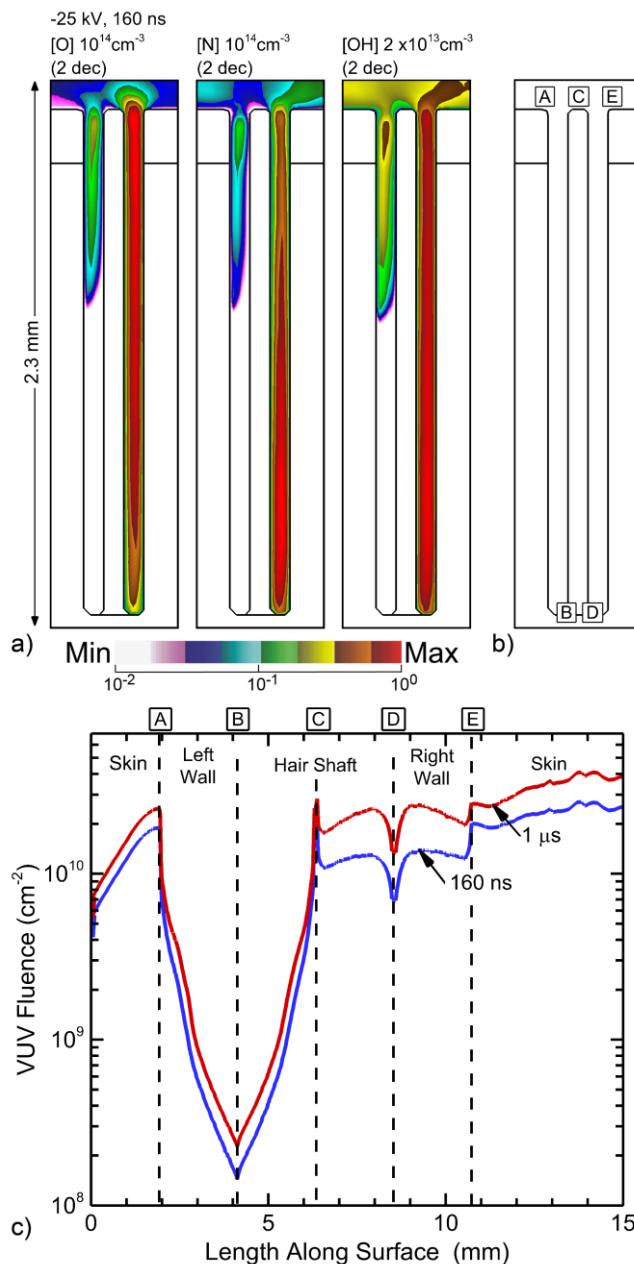 -25 kV, 160 ns
[O] 10¹⁴cm⁻³ [N] 10¹⁴cm⁻³ [OH] 2 x10¹³cm⁻³
(2 dec) (2 dec) (2 dec)
A C E
2.3 mm
B D
a) b)
Min Max
10⁻² 10⁻¹ 10⁰
A B C D E
Skin Left Wall Hair Shaft Right Wall Skin
1 µs
160 ns
10¹⁰
10⁹
10⁸
VUV Fluence (cm⁻²)
0 5 10 15
c) Length Along Surface (mm)